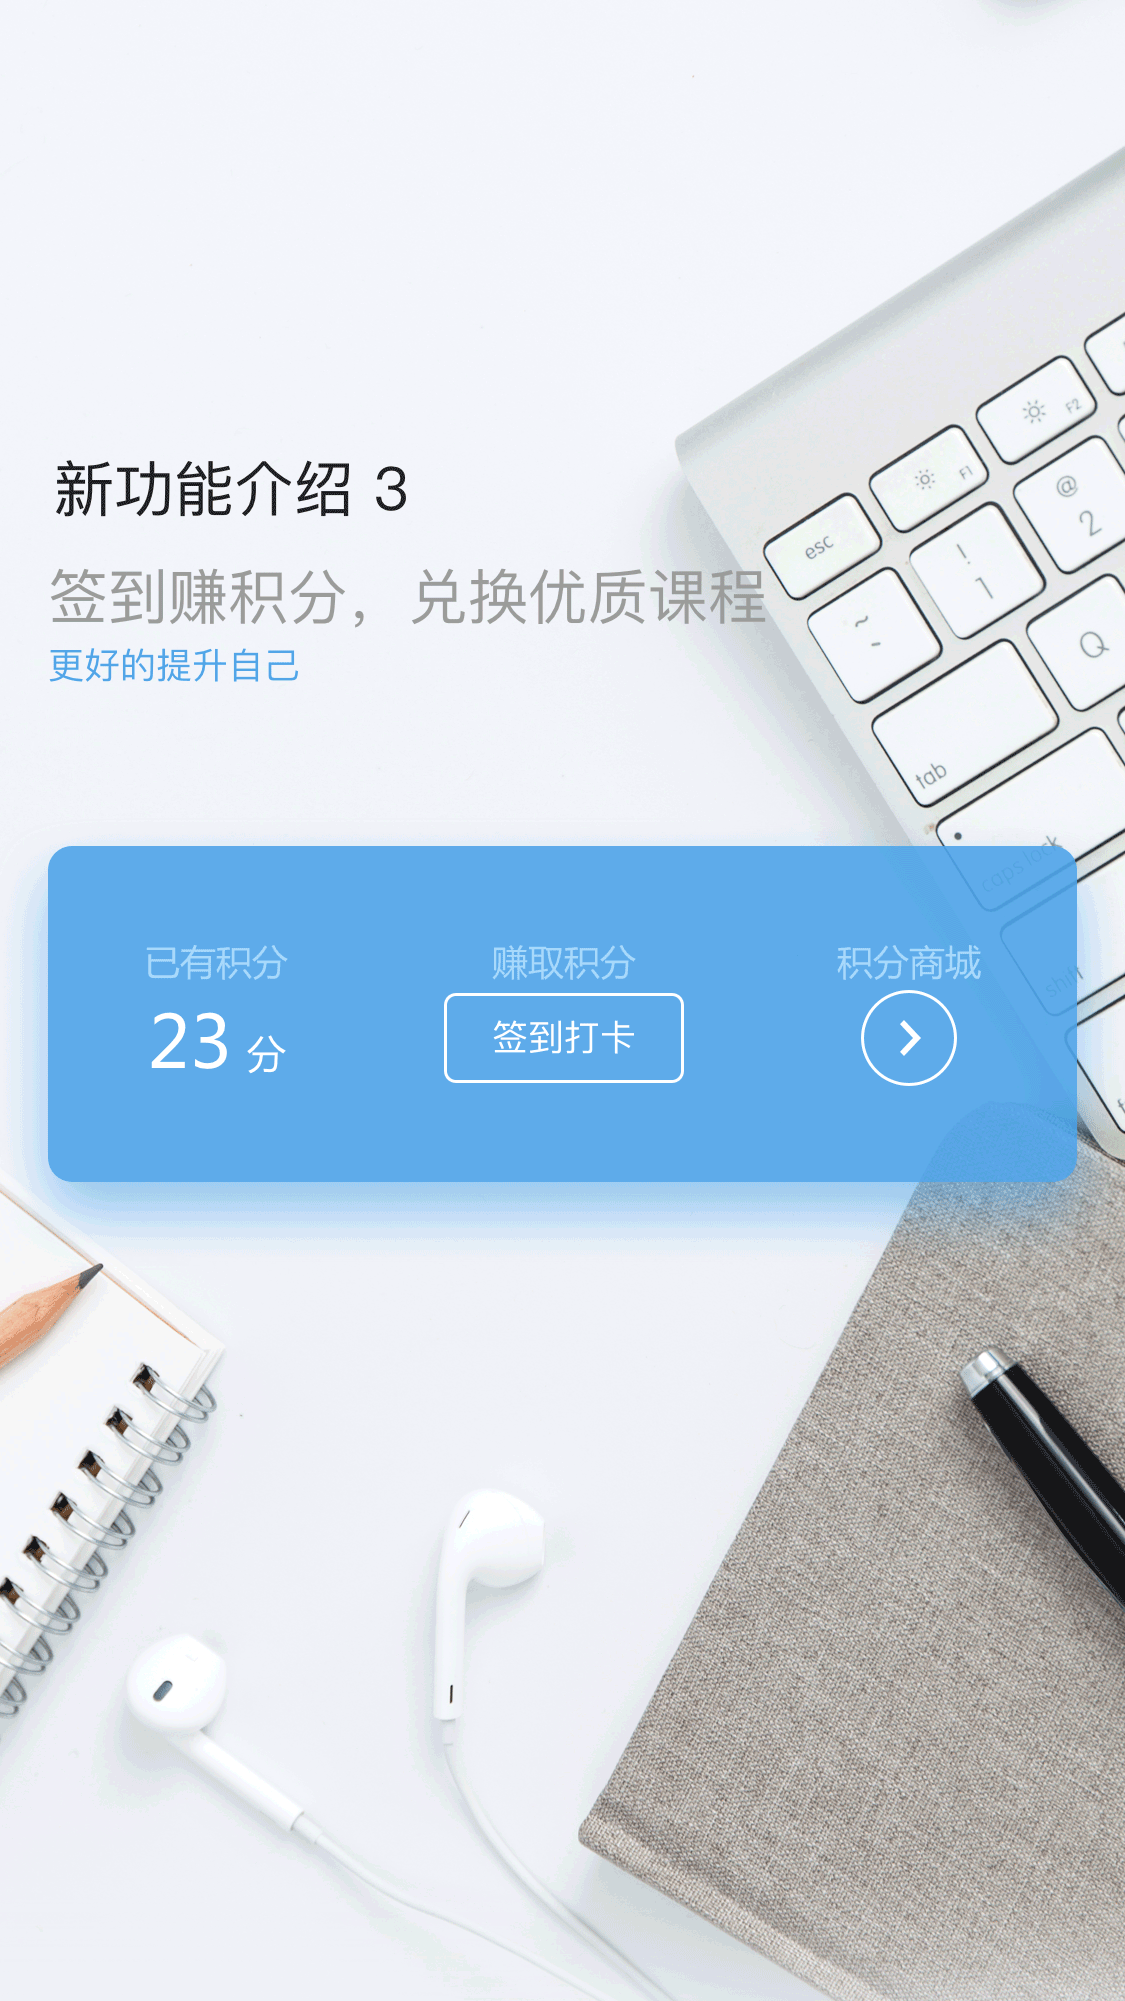 新功能介绍 3
签到赚积分，兑换优质课程
更好的提升自己
已有积分 赚取积分 积分商城
23 分 签到打卡
esc
F1
F2
~
-
!
1
@
2
Q
tab
caps lock
shift